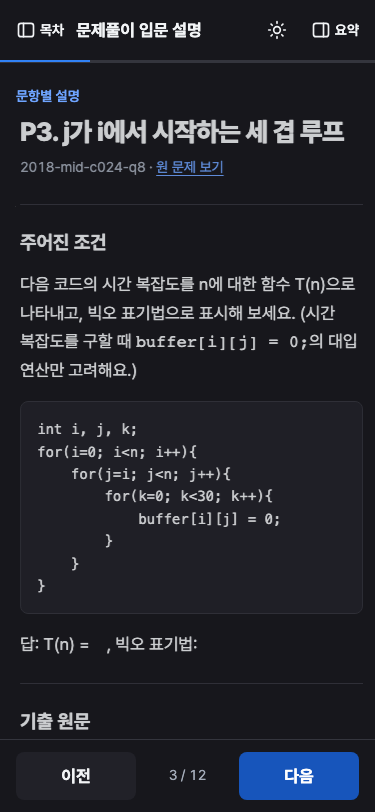 목차 문제풀이 입문 설명 요약
문항별 설명
P3. j가 i에서 시작하는 세 겹 루프
2018-mid-c024-q8 · 원 문제 보기
주어진 조건
다음 코드의 시간 복잡도를 n에 대한 함수 T(n)으로
나타내고, 빅오 표기법으로 표시해 보세요. (시간
복잡도를 구할 때 buffer[i][j] = 0;의 대입
연산만 고려해요.)
int i, j, k;
for(i=0; i<n; i++){
    for(j=i; j<n; j++){
        for(k=0; k<30; k++){
            buffer[i][j] = 0;
        }
    }
}
답: T(n) =   , 빅오 표기법:
기출 원문
이전 3 / 12 다음